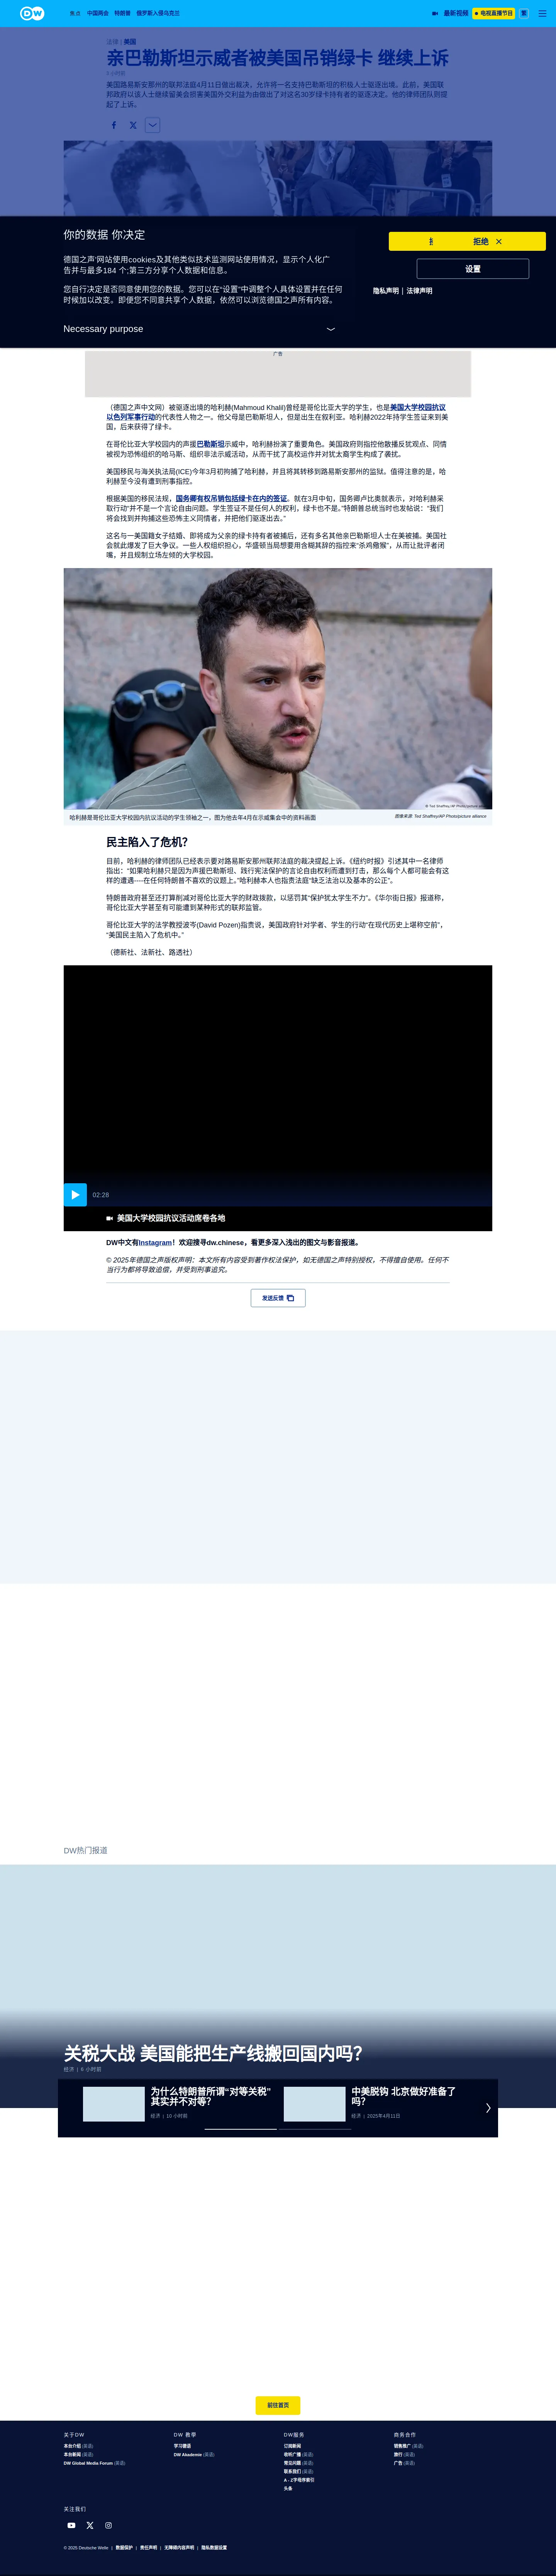 DW
焦点 中国商会 特朗普 俄罗斯入侵乌克兰
最新视频 电视直播节目 繁
法律 | 美国
亲巴勒斯坦示威者被美国吊销绿卡 继续上诉
美国路易斯安那州的联邦法庭4月11日做出裁决，允许将一名支持巴勒斯坦的积极人士驱逐出境。此前，美国联
邦政府以该人士继续留美会损害美国外交利益为由做出了对这名30岁绿卡持有者的驱逐决定。他的律师团队则提
起了上诉。
你的数据 你决定
德国之声'网站使用cookies及其他类似技术监测网站使用情况，显示个人化广
告并与最多184 个;第三方分享个人数据和信息。
您自行决定是否同意使用您的数据。您可以在“设置”中调整个人具体设置并在任何
时候加以改变。即便您不同意共享个人数据，依然可以浏览德国之声所有内容。
Necessary purpose
拒绝
设置
隐私声明 | 法律声明
广告
（德国之声中文网）被驱逐出境的哈利赫(Mahmoud Khalil)曾经是哥伦比亚大学的学生，也是美国大学校园抗议
以色列军事行动的代表性人物之一。他父母是巴勒斯坦人，但是出生在叙利亚。哈利赫2022年持学生签证来到美
国，后来获得了绿卡。
在哥伦比亚大学校园内的声援巴勒斯坦示威中，哈利赫扮演了重要角色。美国政府则指控他散播反犹观点、同情
被视为恐怖组织的哈马斯、组织非法示威活动，从而干扰了高校运作并对犹太裔学生构成了袭扰。
美国移民与海关执法局(ICE)今年3月初拘捕了哈利赫，并且将其转移到路易斯安那州的监狱。值得注意的是，哈
利赫至今没有遭到刑事指控。
根据美国的移民法规，国务卿有权吊销包括绿卡在内的签证。就在3月中旬，国务卿卢比奥就表示，对哈利赫采
取行动“并不是一个言论自由问题。学生签证不是任何人的权利，绿卡也不是。”特朗普总统当时也发帖说：“我们
将会找到并拘捕这些恐怖主义同情者，并把他们驱逐出去。”
这名与一美国籍女子结婚、即将成为父亲的绿卡持有者被捕后，还有多名其他亲巴勒斯坦人士在美被捕。美国社
会就此爆发了巨大争议。一些人权组织担心，华盛顿当局想要用含糊其辞的指控来“杀鸡儆猴”，从而让批评者闭
嘴，并且规制立场左倾的大学校园。
哈利赫是哥伦比亚大学校园内抗议活动的学生领袖之一，图为他去年4月在示威集会中的资料画面
图像来源: Ted Shaffrey/AP Photo/picture alliance
民主陷入了危机？
目前，哈利赫的律师团队已经表示要对路易斯安那州联邦法庭的裁决提起上诉。《纽约时报》引述其中一名律师
指出：“如果哈利赫只是因为声援巴勒斯坦、践行宪法保护的言论自由权利而遭到打击，那么每个人都可能会有这
样的遭遇----在任何特朗普不喜欢的议题上。”哈利赫本人也指责法庭“缺乏法治以及基本的公正”。
特朗普政府甚至还打算削减对哥伦比亚大学的财政拨款，以惩罚其“保护犹太学生不力”。《华尔街日报》报道称，
哥伦比亚大学甚至有可能遭到某种形式的联邦监管。
哥伦比亚大学的法学教授波岑(David Pozen)指责说，美国政府针对学者、学生的行动“在现代历史上堪称空前”，
“美国民主陷入了危机中。”
（德新社、法新社、路透社）
02:28
美国大学校园抗议活动席卷各地
DW中文有Instagram！欢迎搜寻dw.chinese，看更多深入浅出的图文与影音报道。
© 2025年德国之声版权声明：本文所有内容受到著作权法保护，如无德国之声特别授权，不得擅自使用。任何不
当行为都将导致追偿，并受到刑事追究。
发送反馈
DW热门报道
关税大战 美国能把生产线搬回国内吗？
经济 | 6 小时前
为什么特朗普所谓“对等关税”
其实并不对等？
经济 | 10 小时前
中美脱钩 北京做好准备了
吗？
经济 | 2025年4月11日
前往首页
关于DW
本台介绍 (英语)
本台新闻 (英语)
DW Global Media Forum (英语)
DW 教學
学习德语
DW Akademie (英语)
DW服务
订阅新闻
收听广播 (英语)
常见问题 (英语)
联系我们 (英语)
A - Z字母序索引
头条
商务合作
销售推广 (英语)
旅行 (英语)
广告 (英语)
关注我们
© 2025 Deutsche Welle | 数据保护 | 责任声明 | 无障碍内容声明 | 隐私数据设置